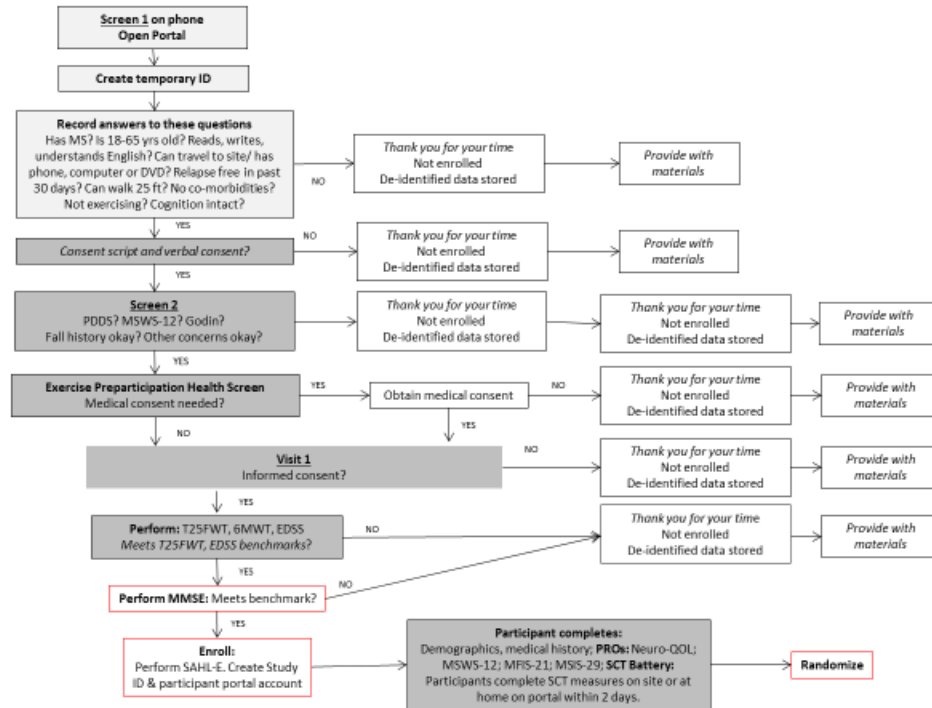 Screen 1 on phone
Open Portal
Create temporary ID
Record answers to these questions
Has MS? Is 18-65 yrs old? Reads, writes,
understands English? Can travel to site/ has
phone, computer or DVD? Relapse free in past
30 days? Can walk 25 ft? No co-morbidities?
Not exercising? Cognition intact?
NO
Thank you for your time
Not enrolled
De-identified data stored
Provide with
materials
YES
Consent script and verbal consent?
NO
Thank you for your time
Not enrolled
De-identified data stored
Provide with
materials
YES
Screen 2
PDDS? MSWS-12? Godin?
Fall history okay? Other concerns okay?
Thank you for your time
Not enrolled
De-identified data stored
Thank you for your time
Not enrolled
De-identified data stored
Provide with
materials
YES
Exercise Preparticipation Health Screen
Medical consent needed?
YES
Obtain medical consent
NO
Thank you for your time
Not enrolled
De-identified data stored
Provide with
materials
NO
YES
Visit 1
Informed consent?
NO
Thank you for your time
Not enrolled
De-identified data stored
Provide with
materials
YES
Perform: T25FWT, 6MWT, EDSS
Meets T25FWT, EDSS benchmarks?
NO
Thank you for your time
Not enrolled
De-identified data stored
Provide with
materials
YES
Perform MMSE: Meets benchmark?
NO
YES
Enroll:
Perform SAHL-E. Create Study
ID & participant portal account
Participant completes:
Demographics, medical history; PROs: Neuro-QOL;
MSWS-12; MFIS-21; MSIS-29; SCT Battery:
Participants complete SCT measures on site or at
home on portal within 2 days.
Randomize